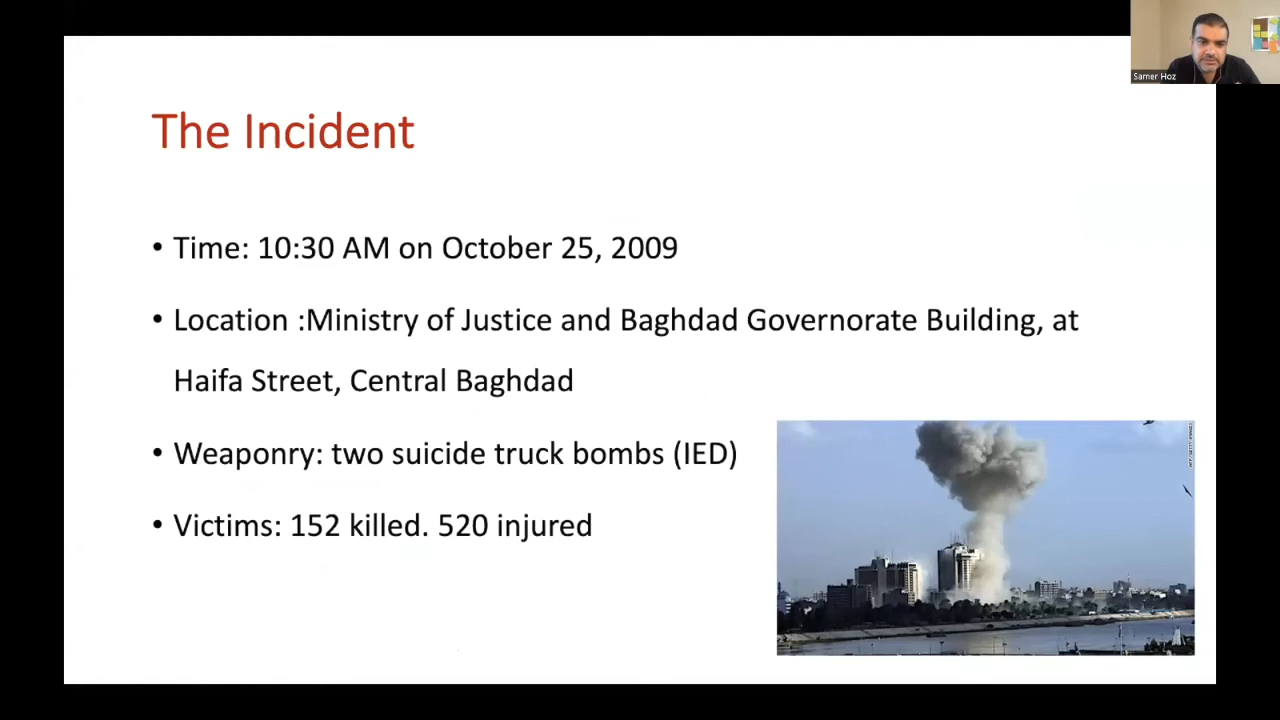 Samer Hoz
The Incident
• Time: 10:30 AM on October 25, 2009
• Location :Ministry of Justice and Baghdad Governorate Building, at
Haifa Street, Central Baghdad
• Weaponry: two suicide truck bombs (IED)
• Victims: 152 killed. 520 injured